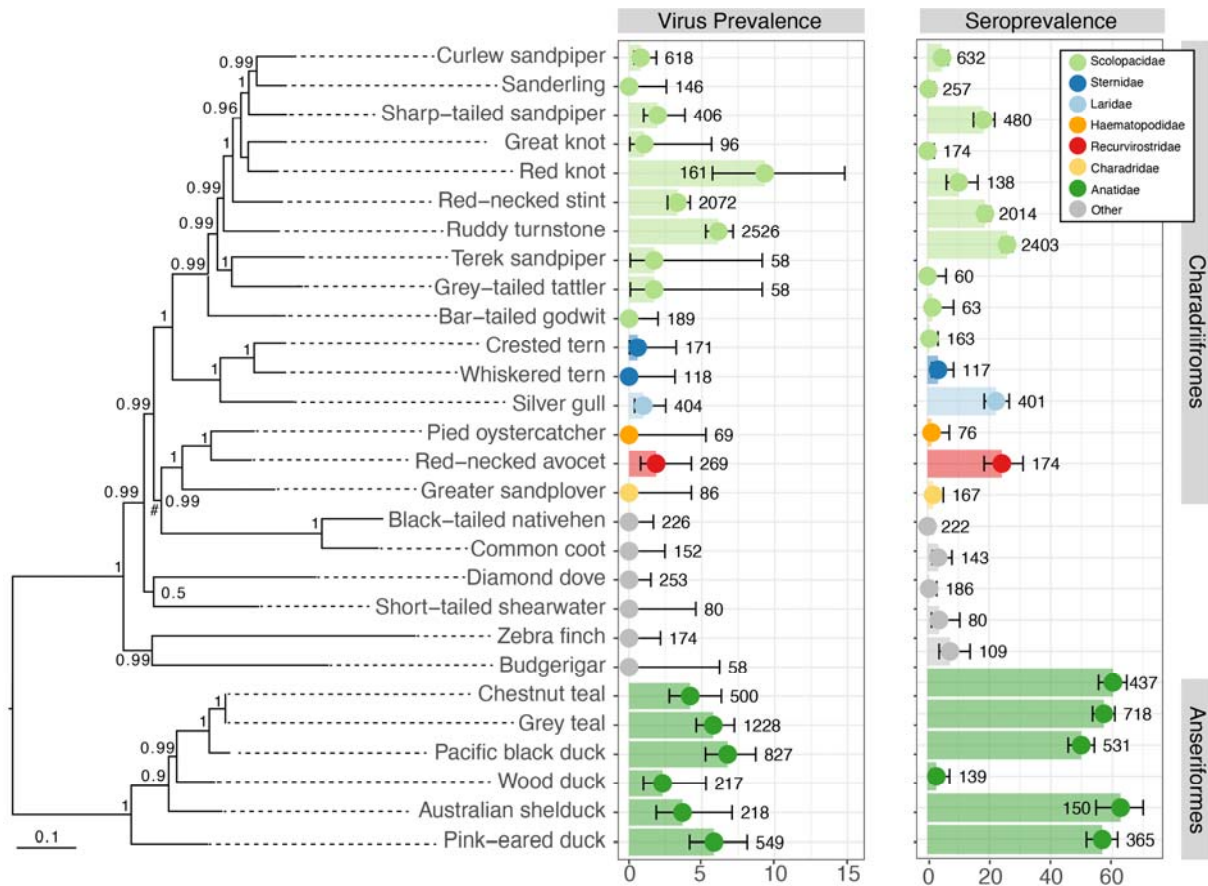 Virus Prevalence
Seroprevalence
0.99
Curlew sandpiper
618
632
Scolopacidae
1
Sanderling
146
257
Sternidae
0.96
Sharp-tailed sandpiper
406
480
Laridae
1
Great knot
96
174
Haematopodidae
Recurvirostridae
0.99
Red knot
161
138
Charadridae
Anatidae
0.99
Red-necked stint
2072
2014
Other
Ruddy turnstone
2526
2403
0.99
1
Terek sandpiper
58
60
Grey-tailed tattler
58
63
1
Bar-tailed godwit
189
163
1
Crested tern
171
117
1
Whiskered tern
118
0.99
Silver gull
404
401
Charadriifromes
1
Pied oystercatcher
69
76
1
Red-necked avocet
269
174
0.99
0.99
Greater sandplover
86
167
#
1
Black-tailed nativehen
226
222
Common coot
152
143
1
Diamond dove
253
186
0.5
Short-tailed shearwater
80
80
Zebra finch
174
109
0.99
Budgerigar
58
1
Chestnut teal
500
437
1
Grey teal
1228
718
0.99
Pacific black duck
827
531
0.9
Wood duck
217
139
1
Australian shelduck
218
150
0.1
Pink-eared duck
549
365
Anseriformes
0 5 10 15
0 20 40 60